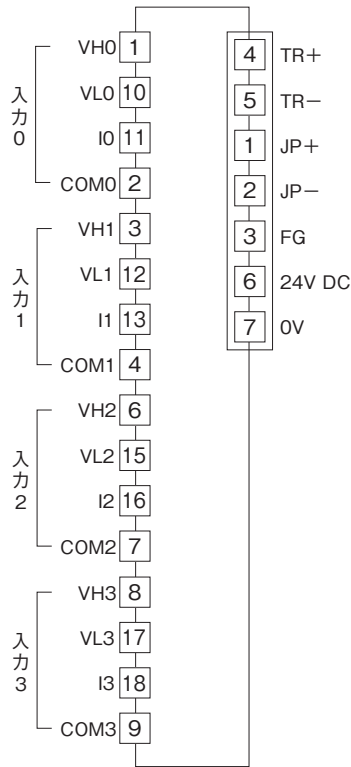 入力0
VH0 1
VL0 10
I0 11
COM0 2
入力1
VH1 3
VL1 12
I1 13
COM1 4
入力2
VH2 6
VL2 15
I2 16
COM2 7
入力3
VH3 8
VL3 17
I3 18
COM3 9
4 TR+
5 TR−
1 JP+
2 JP−
3 FG
6 24V DC
7 0V